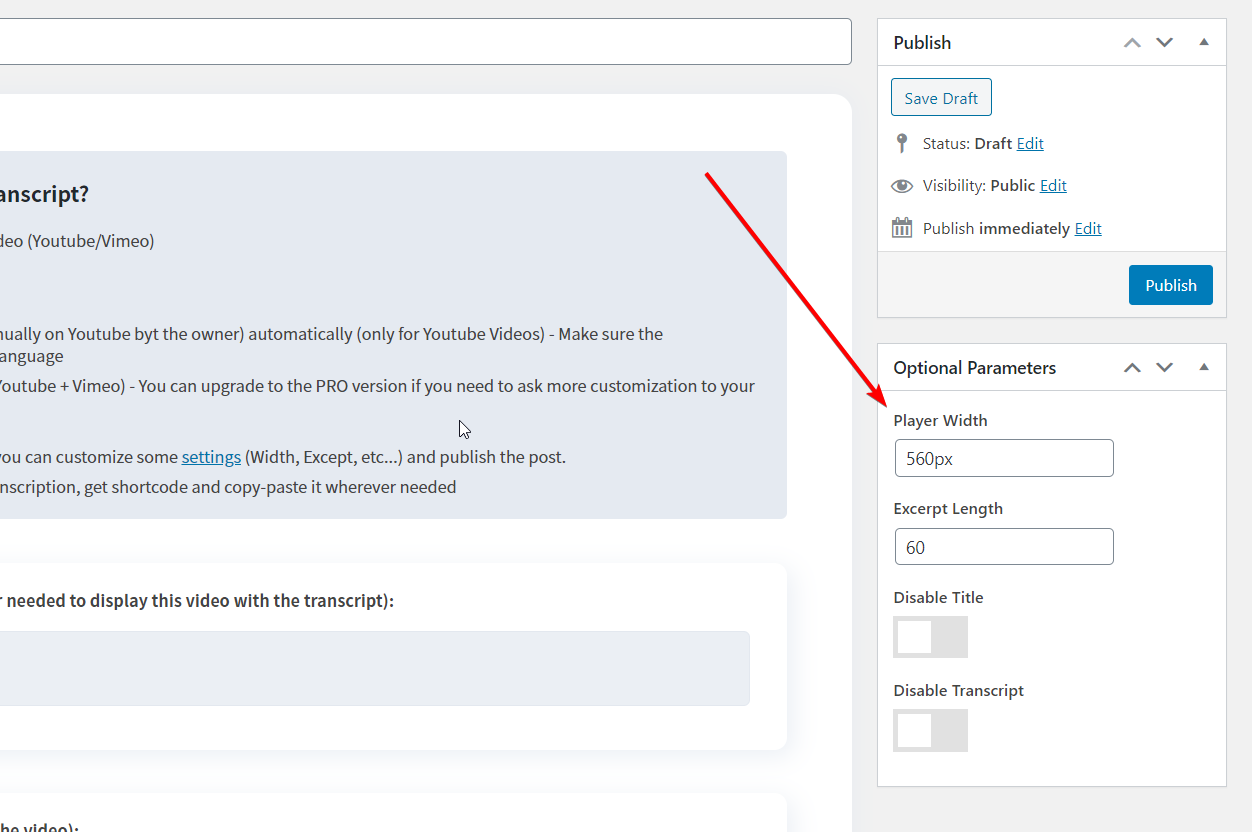 anscript?
deo (Youtube/Vimeo)
nually on Youtube byt the owner) automatically (only for Youtube Videos) - Make sure the
anguage
Youtube + Vimeo) - You can upgrade to the PRO version if you need to ask more customization to your
you can customize some settings (Width, Except, etc...) and publish the post.
nscription, get shortcode and copy-paste it wherever needed
r needed to display this video with the transcript):
he video):
Publish
Save Draft
Status: Draft Edit
Visibility: Public Edit
Publish immediately Edit
Publish
Optional Parameters
Player Width
560px
Excerpt Length
60
Disable Title
Disable Transcript